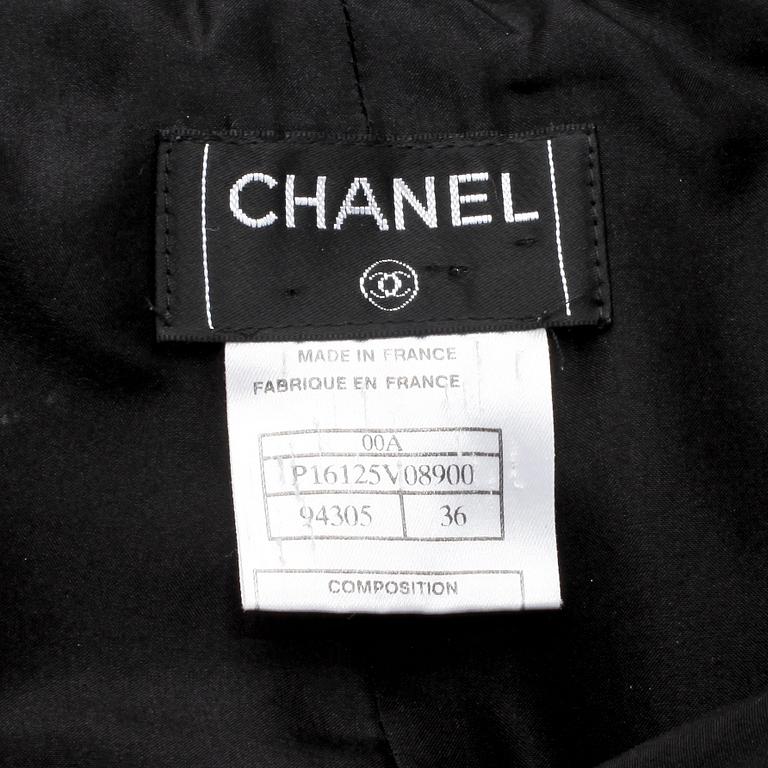 CHANEL
MADE IN FRANCE
FABRIQUE EN FRANCE
00A
P16125V08900
94305 36
COMPOSITION